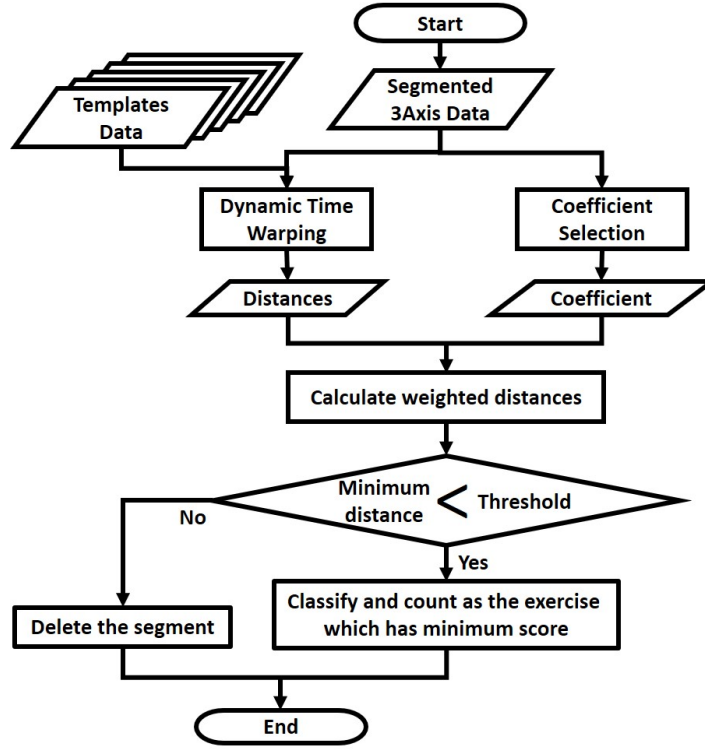 Start
Templates
Data
Segmented
3Axis Data
Dynamic Time
Warping
Coefficient
Selection
Distances
Coefficient
Calculate weighted distances
Minimum
distance
<
Threshold
No
Yes
Delete the segment
Classify and count as the exercise
which has minimum score
End